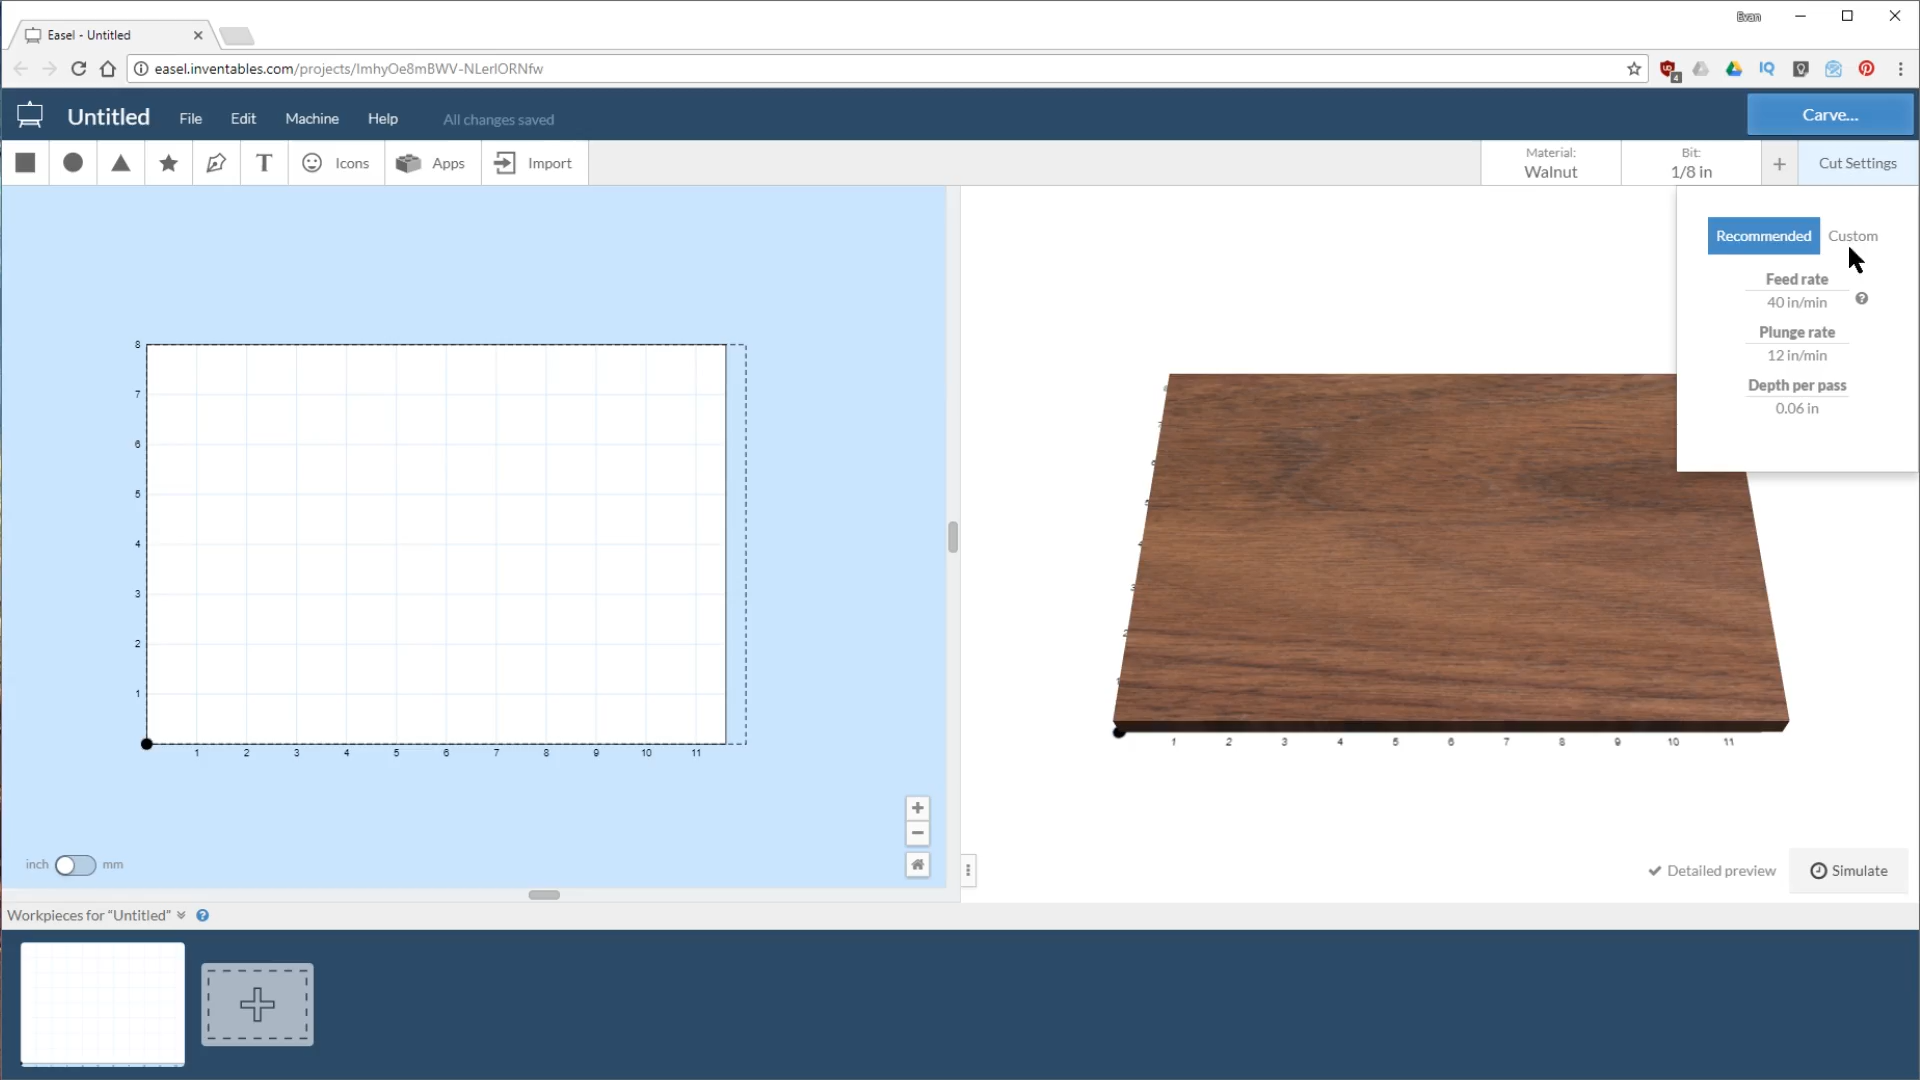 Evan
Easel - Untitled
easel.inventables.com/projects/ImhyOe8mBWV-NLerlORNfw
4
Untitled
File
Edit
Machine
Help
All changes saved
Carve...
T
Icons
Apps
Import
Material:
Walnut
Bit:
1/8 in
+
Cut Settings
Recommended
Custom
Feed rate
40 in/min
Plunge rate
12 in/min
Depth per pass
0.06 in
8
7
6
5
4
3
2
1
1 2 3 4 5 6 7 8 9 10 11
1 2 3 4 5 6 7 8 9 10 11
inch
mm
Detailed preview
Simulate
Workpieces for "Untitled"